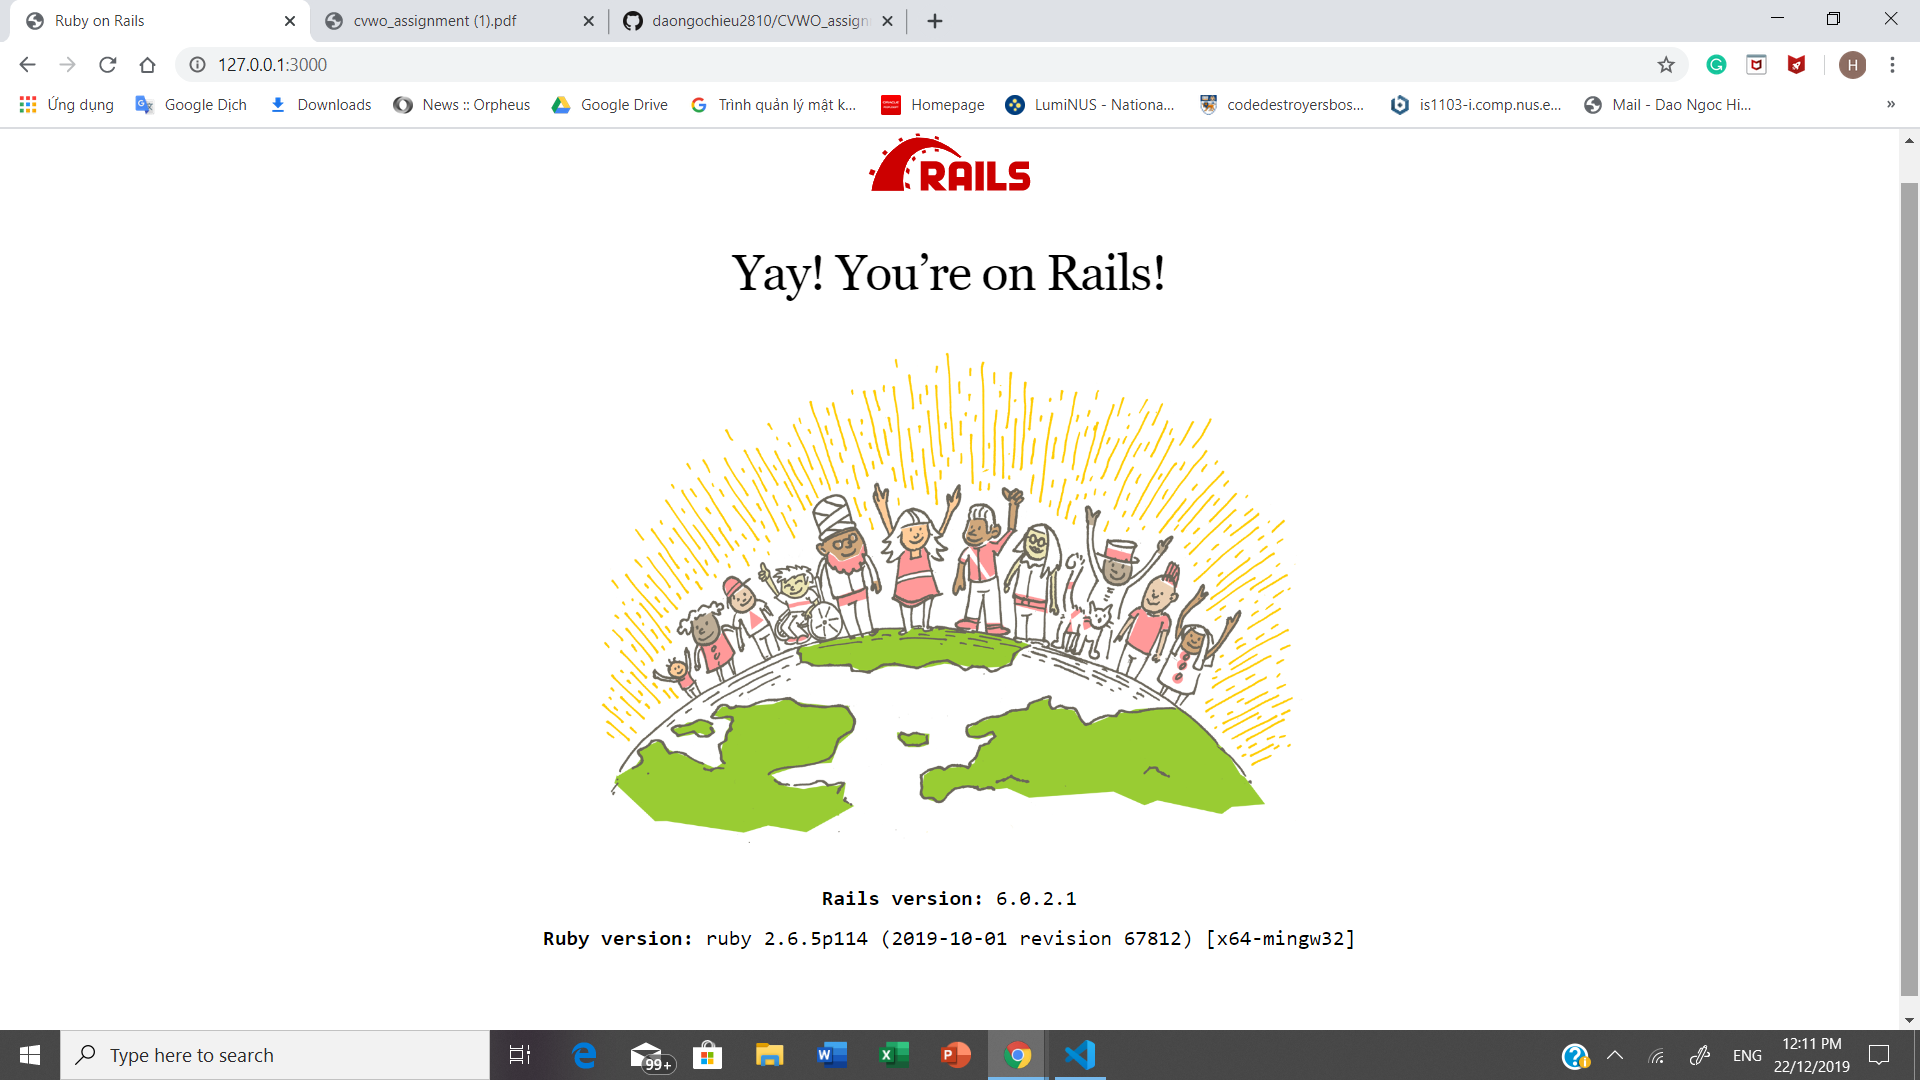 Ruby on Rails
cvwo_assignment (1).pdf
daongochieu2810/CVWO_assign
127.0.0.1:3000
H
Ứng dụng
Google Dịch
Downloads
News :: Orpheus
Google Drive
Trình quản lý mật k...
Homepage
LumiNUS - Nationa...
codedestroyersbos...
is1103-i.comp.nus.e...
Mail - Dao Ngoc Hi...
»
RAILS
Yay! You’re on Rails!
Rails version: 6.0.2.1
Ruby version: ruby 2.6.5p114 (2019-10-01 revision 67812) [x64-mingw32]
Type here to search
99+
ENG
12:11 PM
22/12/2019